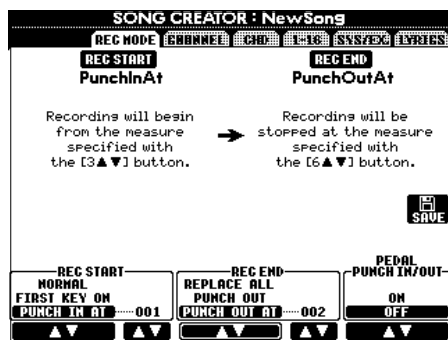 SONG CREATOR : NewSong
REC MODE CHANNEL CHD 1-16 SYS/EX. LYRICS
REC START REC END
PunchInAt PunchOutAt
Recording will begin
from the measure
specified with
the [3▲▼] button.
Recording will be
stopped at the measure
specified with
the [6▲▼] button.
SAVE
REC START
NORMAL
FIRST KEY ON
PUNCH IN AT 001
REC END
REPLACE ALL
PUNCH OUT
PUNCH OUT AT 002
PEDAL
PUNCH IN/OUT
ON
OFF